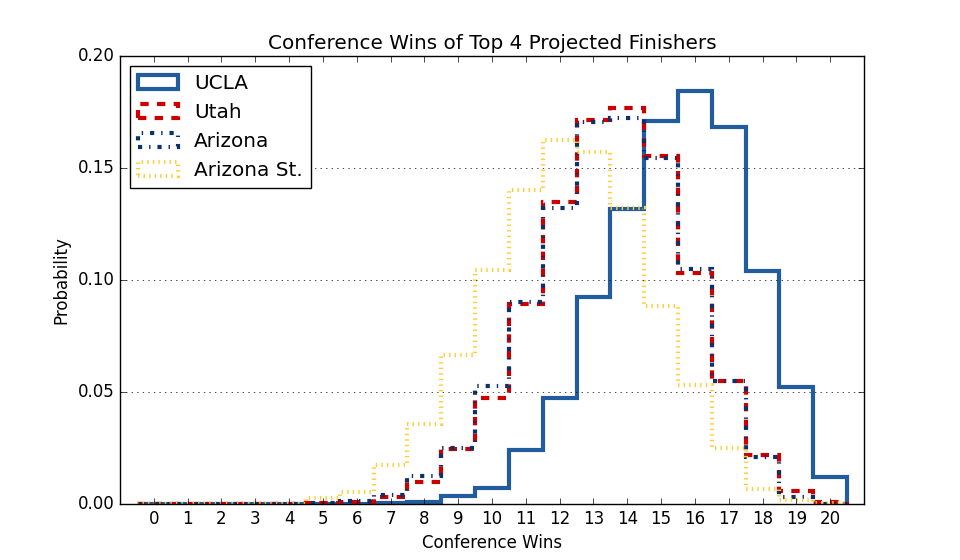 Conference Wins of Top 4 Projected Finishers
0.20
0.15
0.10
0.05
0.00
Probability
UCLA
Utah
Arizona
Arizona St.
0 1 2 3 4 5 6 7 8 9 10 11 12 13 14 15 16 17 18 19 20
Conference Wins